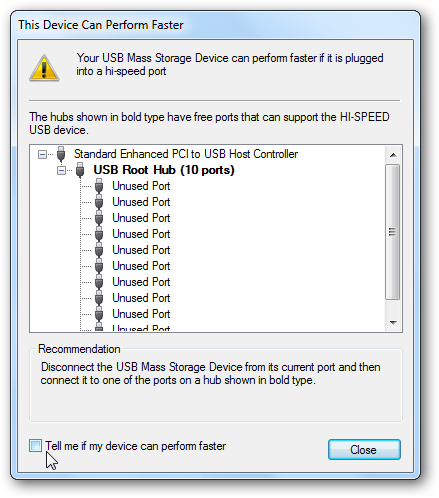 This Device Can Perform Faster
Your USB Mass Storage Device can perform faster if it is plugged
into a hi-speed port
The hubs shown in bold type have free ports that can support the HI-SPEED
USB device.
Standard Enhanced PCI to USB Host Controller
USB Root Hub (10 ports)
Unused Port
Unused Port
Unused Port
Unused Port
Unused Port
Unused Port
Unused Port
Unused Port
Unused Port
Unused Port
Recommendation
Disconnect the USB Mass Storage Device from its current port and then
connect it to one of the ports on a hub shown in bold type.
Tell me if my device can perform faster
Close